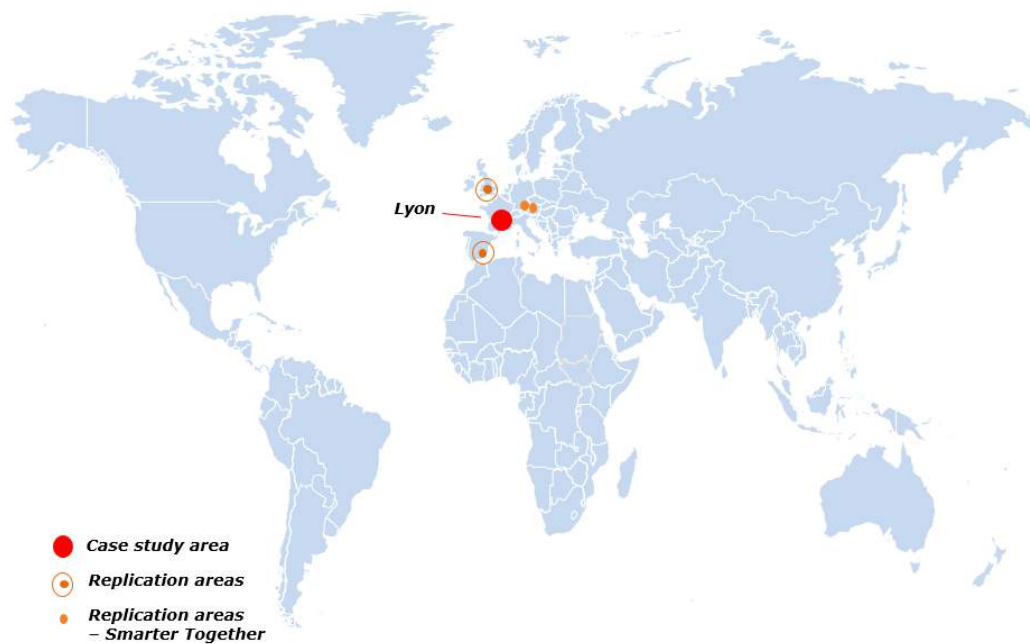 Lyon
Case study area
Replication areas
Replication areas
– Smarter Together